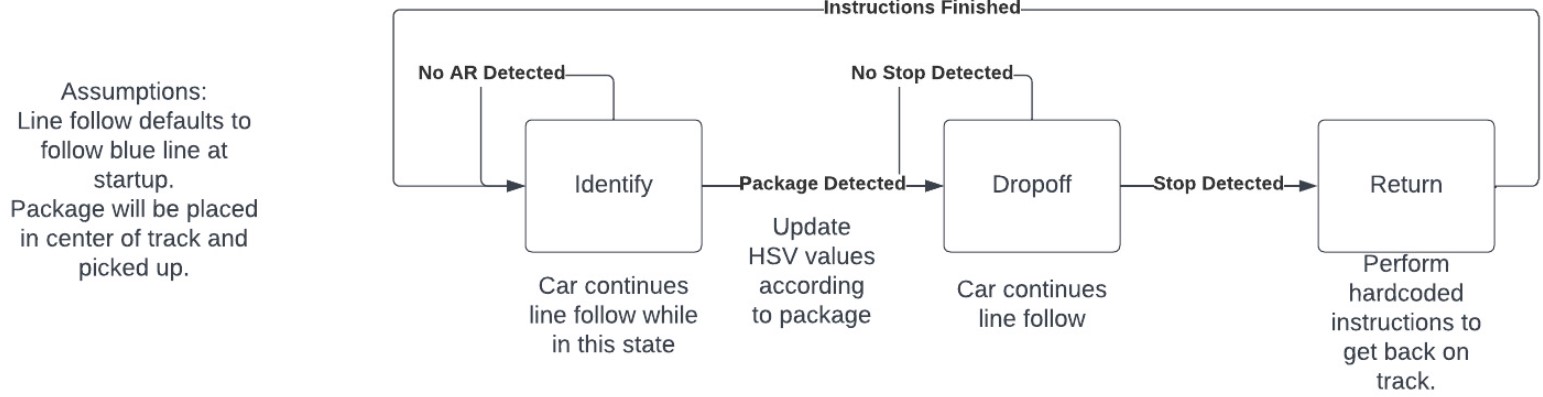 Instructions Finished
No AR Detected
No Stop Detected
Assumptions:
Line follow defaults to
follow blue line at
startup.
Package will be placed
in center of track and
picked up.
Identify
Package Detected
Dropoff
Stop Detected
Return
Update
HSV values
according
to package
Car continues
line follow while
in this state
Car continues
line follow
Perform
hardcoded
instructions to
get back on
track.